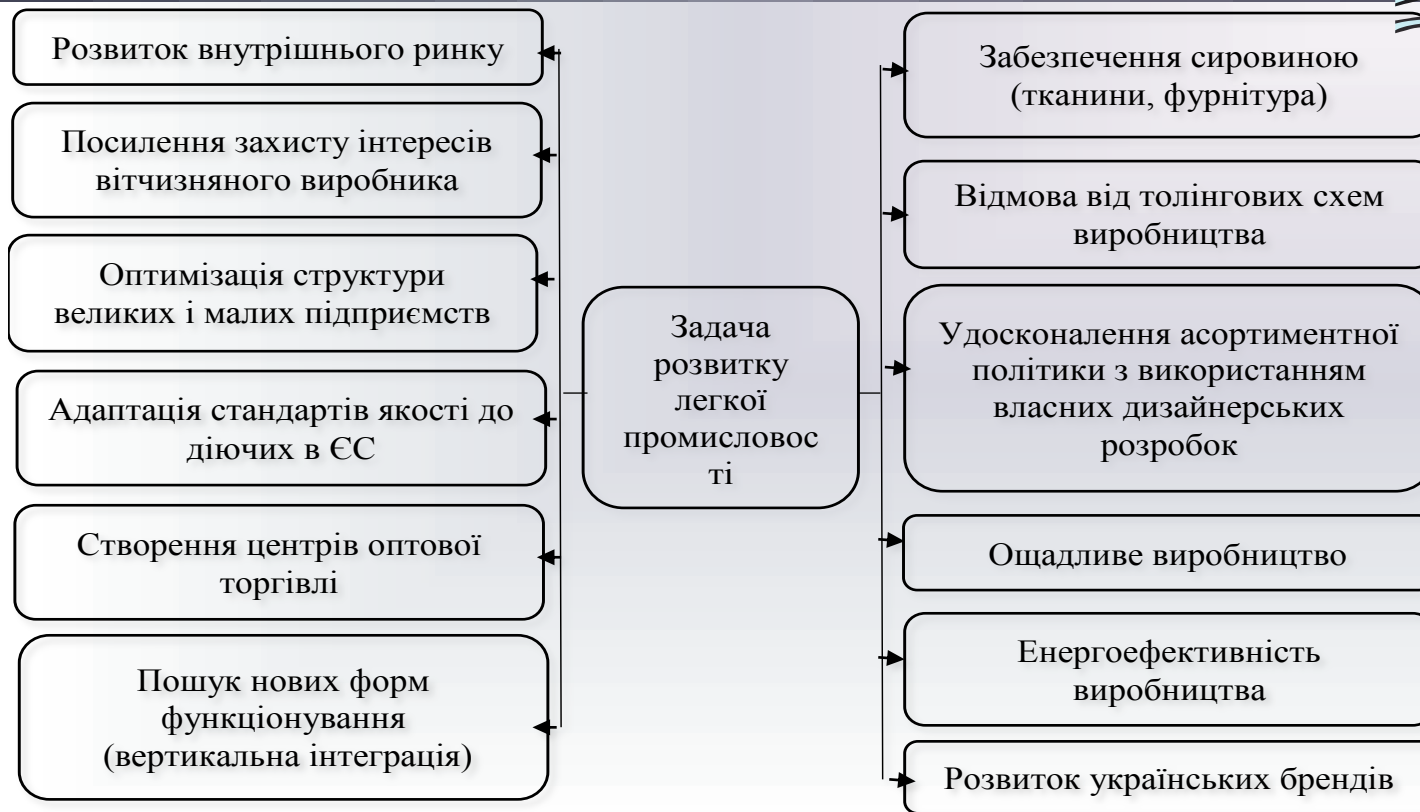 Розвиток внутрішнього ринку
Посилення захисту інтересів
вітчизняного виробника
Оптимізація структури
великих і малих підприємств
Адаптація стандартів якості до
діючих в ЄС
Створення центрів оптової
торгівлі
Пошук нових форм
функціонування
(вертикальна інтеграція)
Задача
розвитку
легкої
промисловос
ті
Забезпечення сировиною
(тканини, фурнітура)
Відмова від толінгових схем
виробництва
Удосконалення асортиментної
політики з використанням
власних дизайнерських
розробок
Ощадливе виробництво
Енергоефективність
виробництва
Розвиток українських брендів